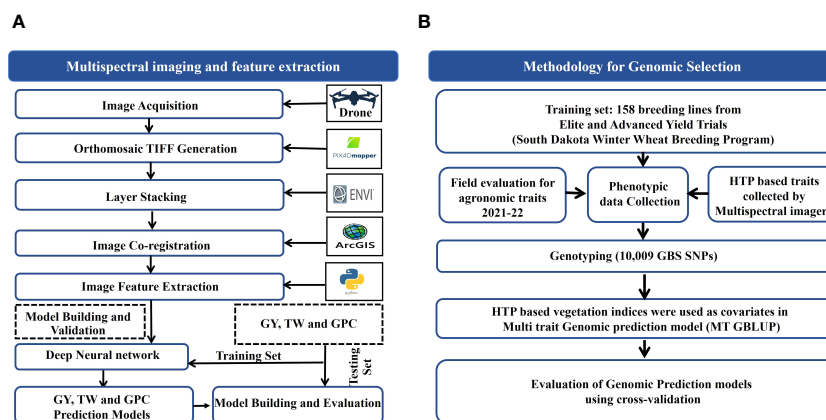 A
B
Multispectral imaging and feature extraction
Image Acquisition
Drone
Orthomosaic TIFF Generation
PIX4Dmapper
Layer Stacking
ENVI
Image Co-registration
ArcGIS
Image Feature Extraction
python
Model Building and
Validation
GY, TW and GPC
Deep Neural network
Training Set
Testing
Set
GY, TW and GPC
Prediction Models
Model Building and Evaluation
Methodology for Genomic Selection
Training set: 158 breeding lines from
Elite and Advanced Yield Trials
(South Dakota Winter Wheat Breeding Program)
Field evaluation for
agronomic traits
2021-22
Phenotypic
data Collection
HTP based traits
collected by
Multispectral imager
Genotyping (10,009 GBS SNPs)
HTP based vegetation indices were used as covariates in
Multi trait Genomic prediction model (MT GBLUP)
Evaluation of Genomic Prediction models
using cross-validation